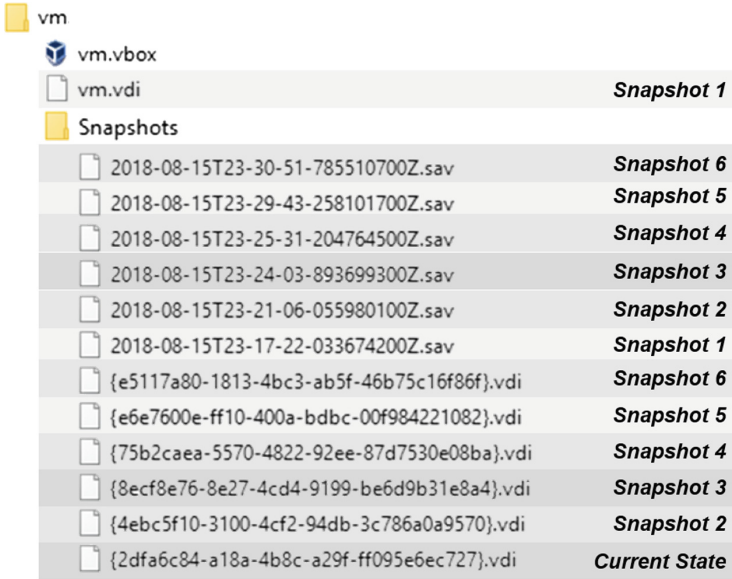 vm
vm.vbox
vm.vdi Snapshot 1
Snapshots
2018-08-15T23-30-51-785510700Z.sav Snapshot 6
2018-08-15T23-29-43-258101700Z.sav Snapshot 5
2018-08-15T23-25-31-204764500Z.sav Snapshot 4
2018-08-15T23-24-03-893699300Z.sav Snapshot 3
2018-08-15T23-21-06-055980100Z.sav Snapshot 2
2018-08-15T23-17-22-033674200Z.sav Snapshot 1
{e5117a80-1813-4bc3-ab5f-46b75c16f86f}.vdi Snapshot 6
{e6e7600e-ff10-400a-bdbc-00f984221082}.vdi Snapshot 5
{75b2caea-5570-4822-92ee-87d7530e08ba}.vdi Snapshot 4
{8ecf8e76-8e27-4cd4-9199-be6d9b31e8a4}.vdi Snapshot 3
{4ebc5f10-3100-4cf2-94db-3c786a0a9570}.vdi Snapshot 2
{2dfa6c84-a18a-4b8c-a29f-ff095e6ec727}.vdi Current State